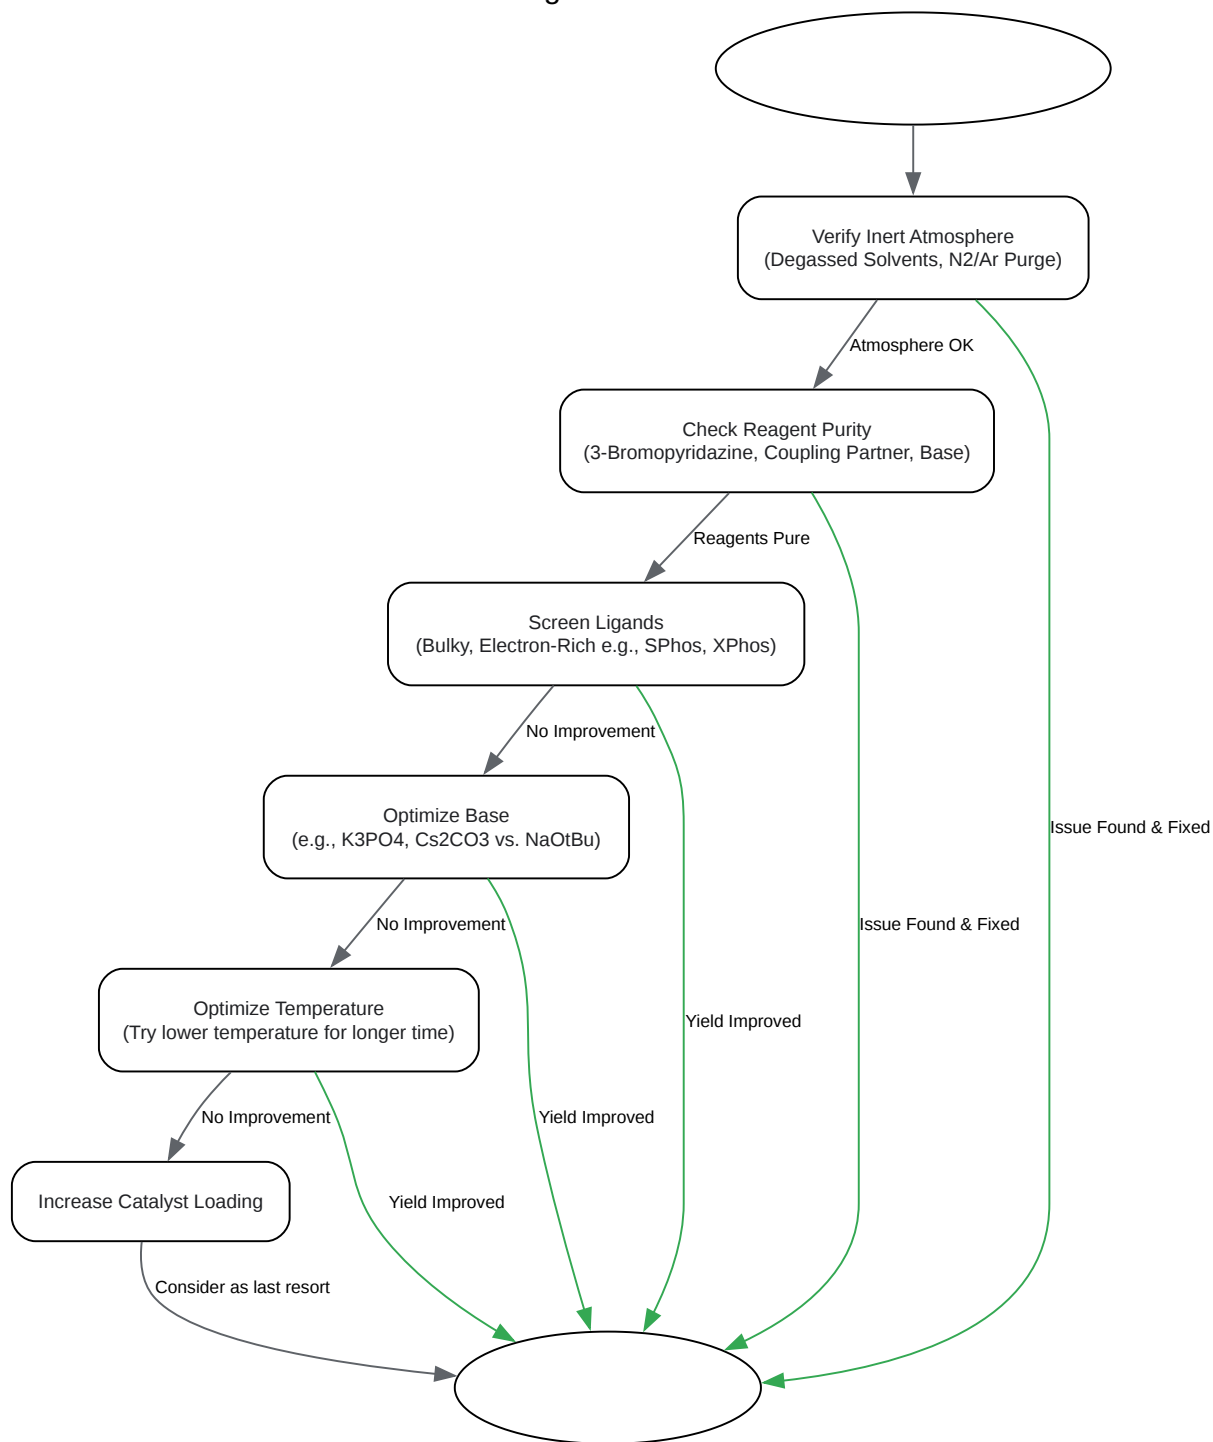 Verify Inert Atmosphere
(Degassed Solvents, N2/Ar Purge)
Atmosphere OK
Check Reagent Purity
(3-Bromopyridazine, Coupling Partner, Base)
Reagents Pure
Screen Ligands
(Bulky, Electron-Rich e.g., SPhos, XPhos)
No Improvement
Optimize Base
(e.g., K3PO4, Cs2CO3 vs. NaOtBu)
Issue Found & Fixed
No Improvement
Issue Found & Fixed
Optimize Temperature
(Try lower temperature for longer time)
Yield Improved
No Improvement
Yield Improved
Increase Catalyst Loading
Yield Improved
Consider as last resort